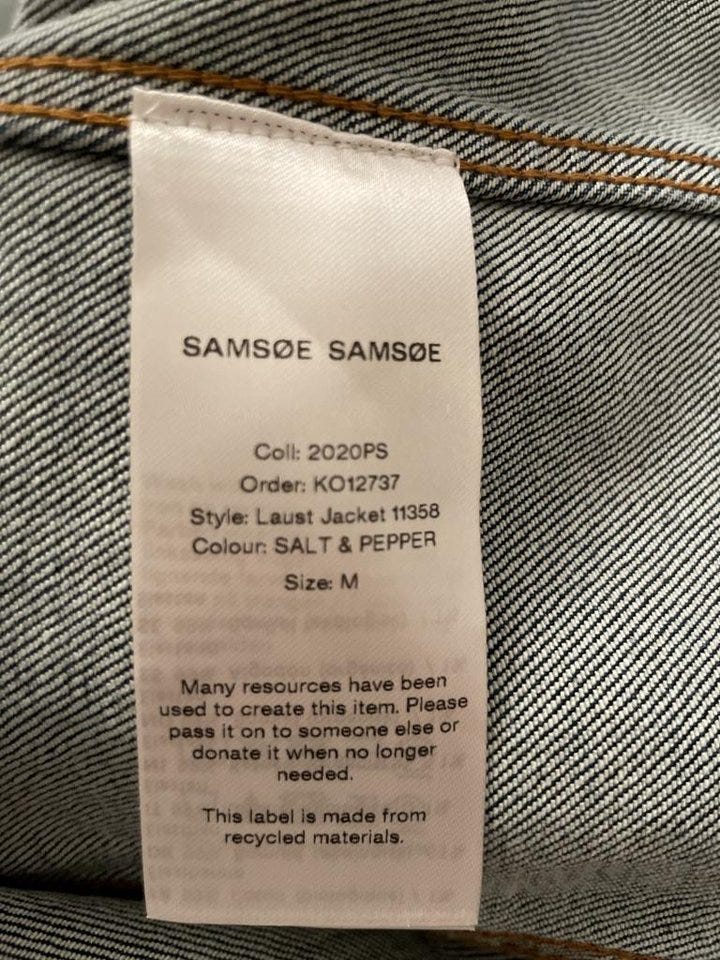 SAMSØE SAMSØE
Coll: 2020PS
Order: KO12737
Style: Laust Jacket 11358
Colour: SALT & PEPPER
Size: M
Many resources have been
used to create this item. Please
pass it on to someone else or
donate it when no longer
needed.
This label is made from
recycled materials.